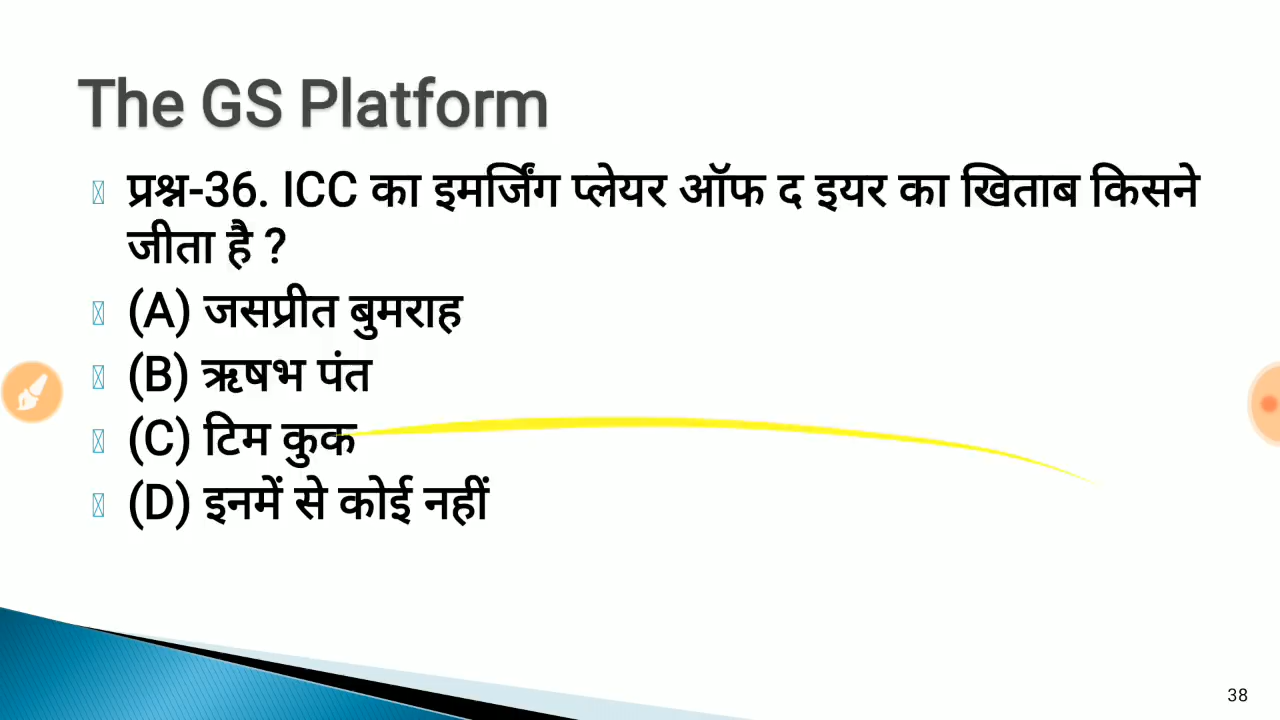 The GS Platform
प्रश्न-36. ICC का इमर्जिंग प्लेयर ऑफ द इयर का खिताब किसने
जीता है ?
(A) जसप्रीत बुमराह
(B) ऋषभ पंत
(C) टिम कुक
(D) इनमें से कोई नहीं
38